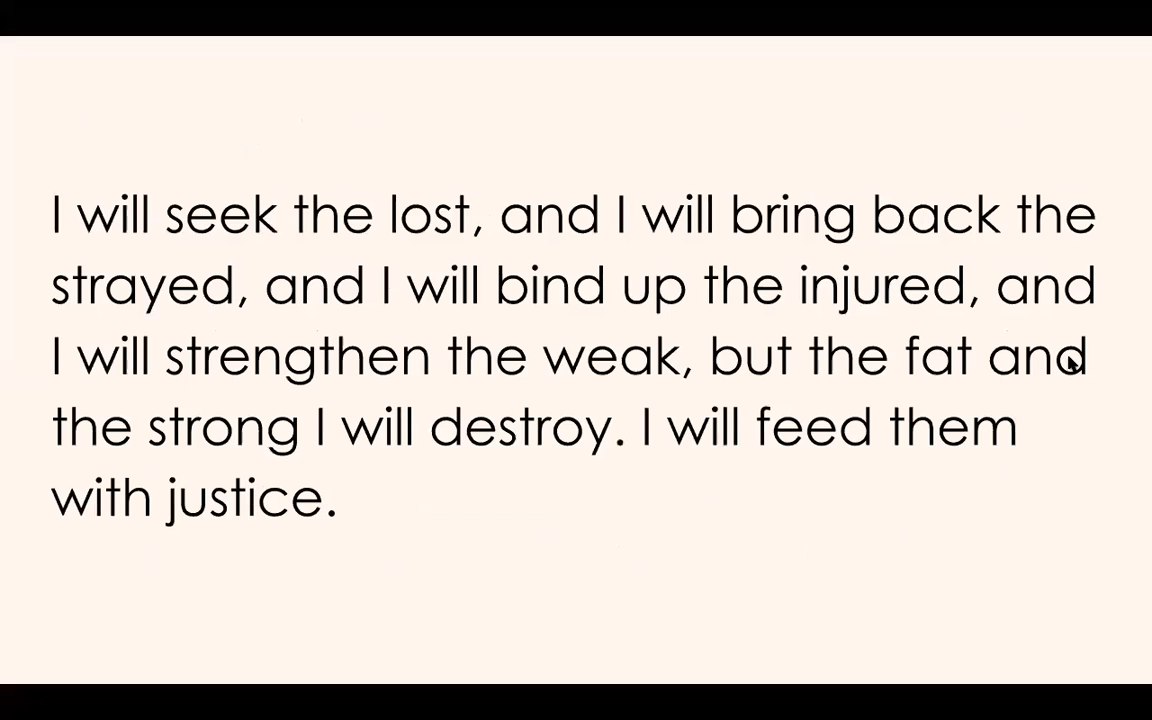 I will seek the lost, and I will bring back the
strayed, and I will bind up the injured, and
I will strengthen the weak, but the fat and
the strong I will destroy. I will feed them
with justice.